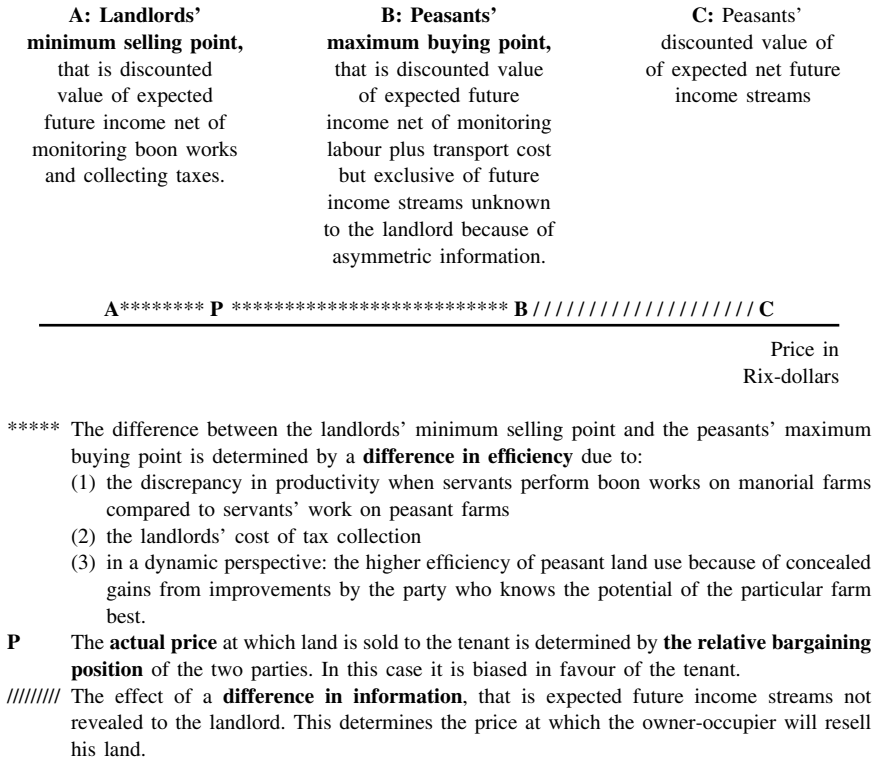 A: Landlords'
minimum selling point,
that is discounted
value of expected
future income net of
monitoring boon works
and collecting taxes.
B: Peasants'
maximum buying point,
that is discounted value
of expected future
income net of monitoring
labour plus transport cost
but exclusive of future
income streams unknown
to the landlord because of
asymmetric information.
C: Peasants'
discounted value of
of expected net future
income streams
A******** P ************************** B / / / / / / / / / / / / / / / / / / / / C
Price in
Rix-dollars
***** The difference between the landlords' minimum selling point and the peasants' maximum
buying point is determined by a difference in efficiency due to:
(1) the discrepancy in productivity when servants perform boon works on manorial farms
compared to servants' work on peasant farms
(2) the landlords' cost of tax collection
(3) in a dynamic perspective: the higher efficiency of peasant land use because of concealed
gains from improvements by the party who knows the potential of the particular farm
best.
P The actual price at which land is sold to the tenant is determined by the relative bargaining
position of the two parties. In this case it is biased in favour of the tenant.
///////// The effect of a difference in information, that is expected future income streams not
revealed to the landlord. This determines the price at which the owner-occupier will resell
his land.